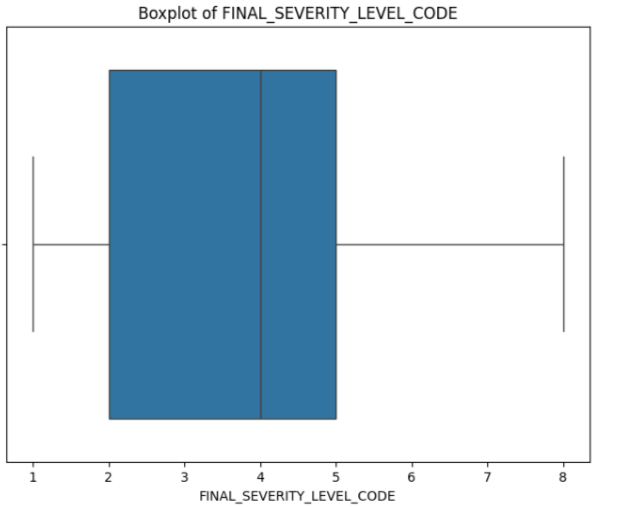 Boxplot of FINAL_SEVERITY_LEVEL_CODE
1 2 3 4 5 6 7 8
FINAL_SEVERITY_LEVEL_CODE